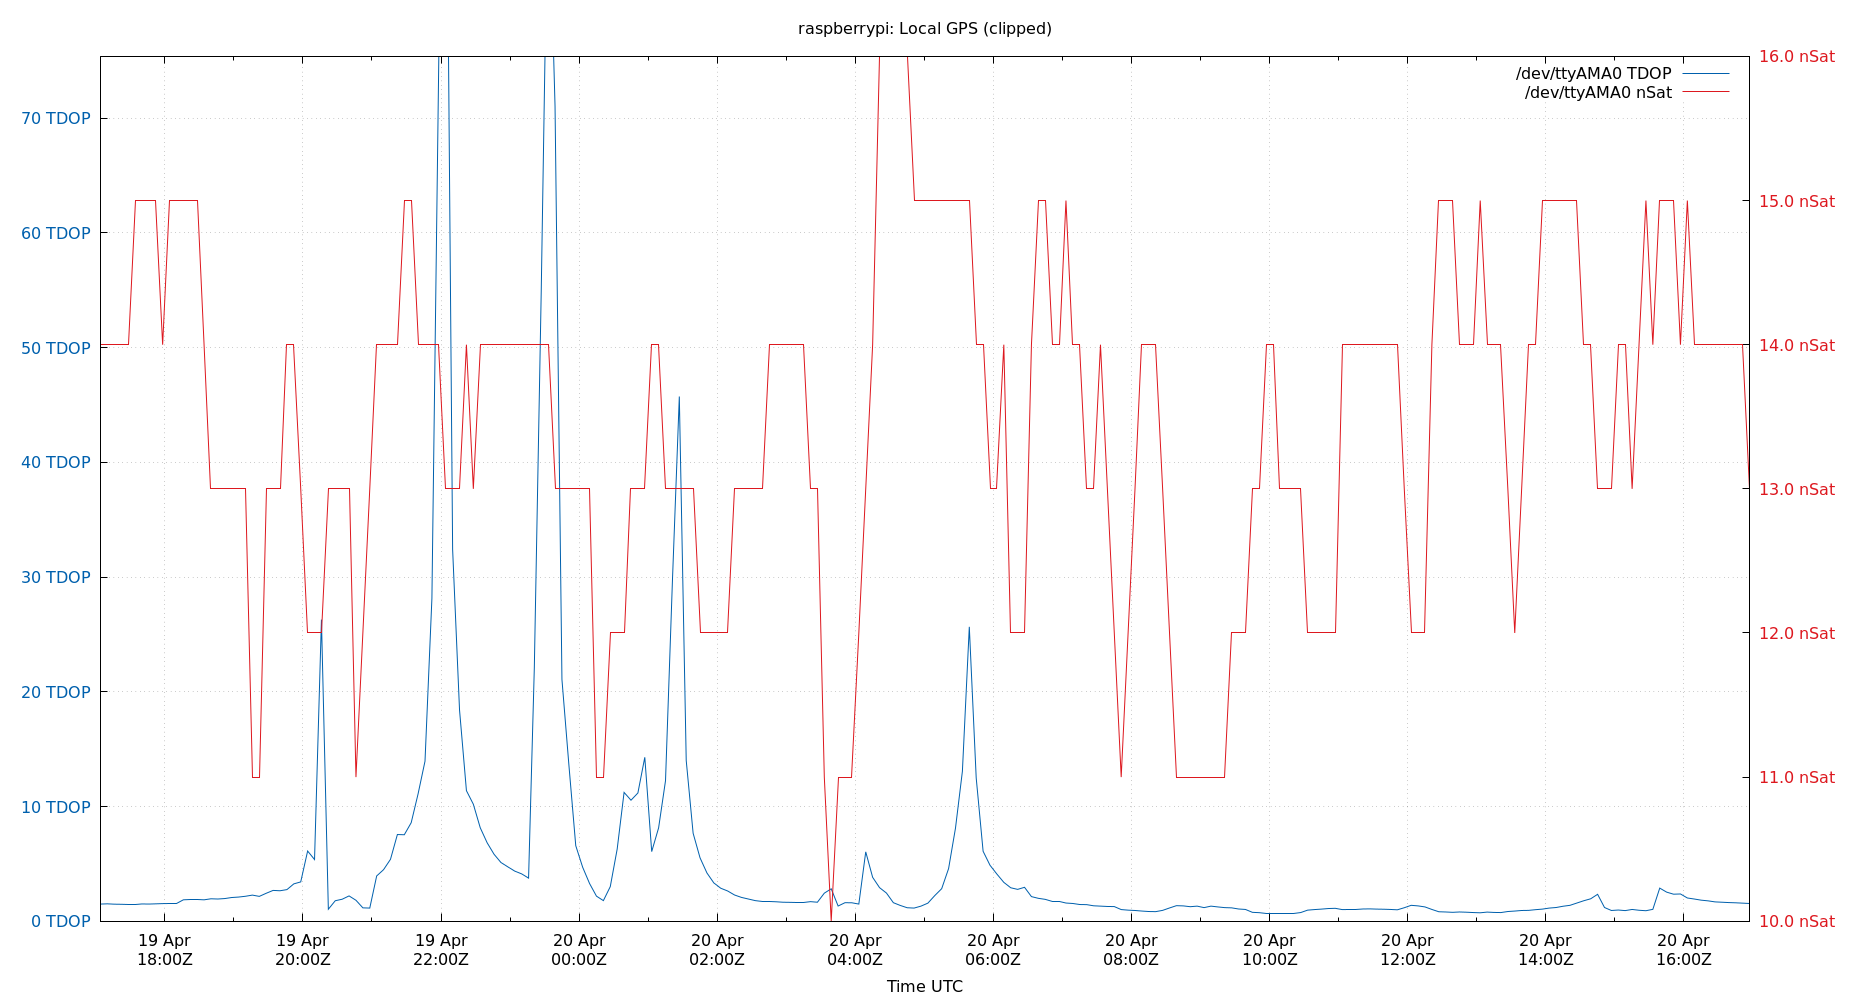 raspberrypi: Local GPS (clipped)
/dev/ttyAMA0 TDOP
/dev/ttyAMA0 nSat
70 TDOP
60 TDOP
50 TDOP
40 TDOP
30 TDOP
20 TDOP
10 TDOP
0 TDOP
16.0 nSat
15.0 nSat
14.0 nSat
13.0 nSat
12.0 nSat
11.0 nSat
10.0 nSat
19 Apr
18:00Z
19 Apr
20:00Z
19 Apr
22:00Z
20 Apr
00:00Z
20 Apr
02:00Z
20 Apr
04:00Z
20 Apr
06:00Z
20 Apr
08:00Z
20 Apr
10:00Z
20 Apr
12:00Z
20 Apr
14:00Z
20 Apr
16:00Z
Time UTC